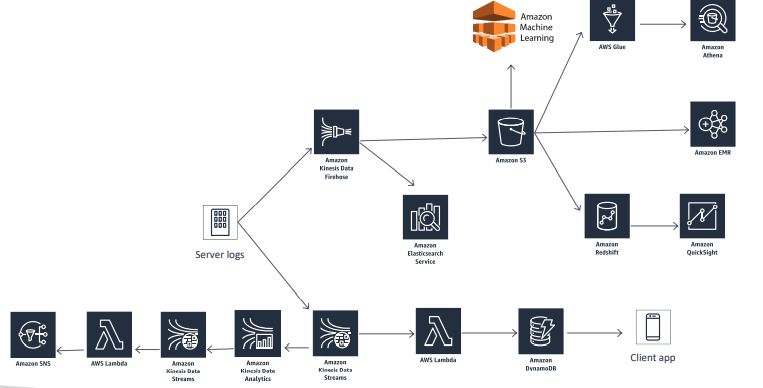 Amazon
Machine
Learning
AWS Glue
Amazon
Athena
Amazon
Kinesis Data
Firehose
Amazon S3
Amazon EMR
Server logs
Amazon
Elasticsearch
Service
Amazon
Redshift
Amazon
QuickSight
Amazon SNS
AWS Lambda
Amazon
Kinesis Data
Streams
Amazon
Kinesis Data
Analytics
Amazon
Kinesis Data
Streams
AWS Lambda
Amazon
DynamoDB
Client app